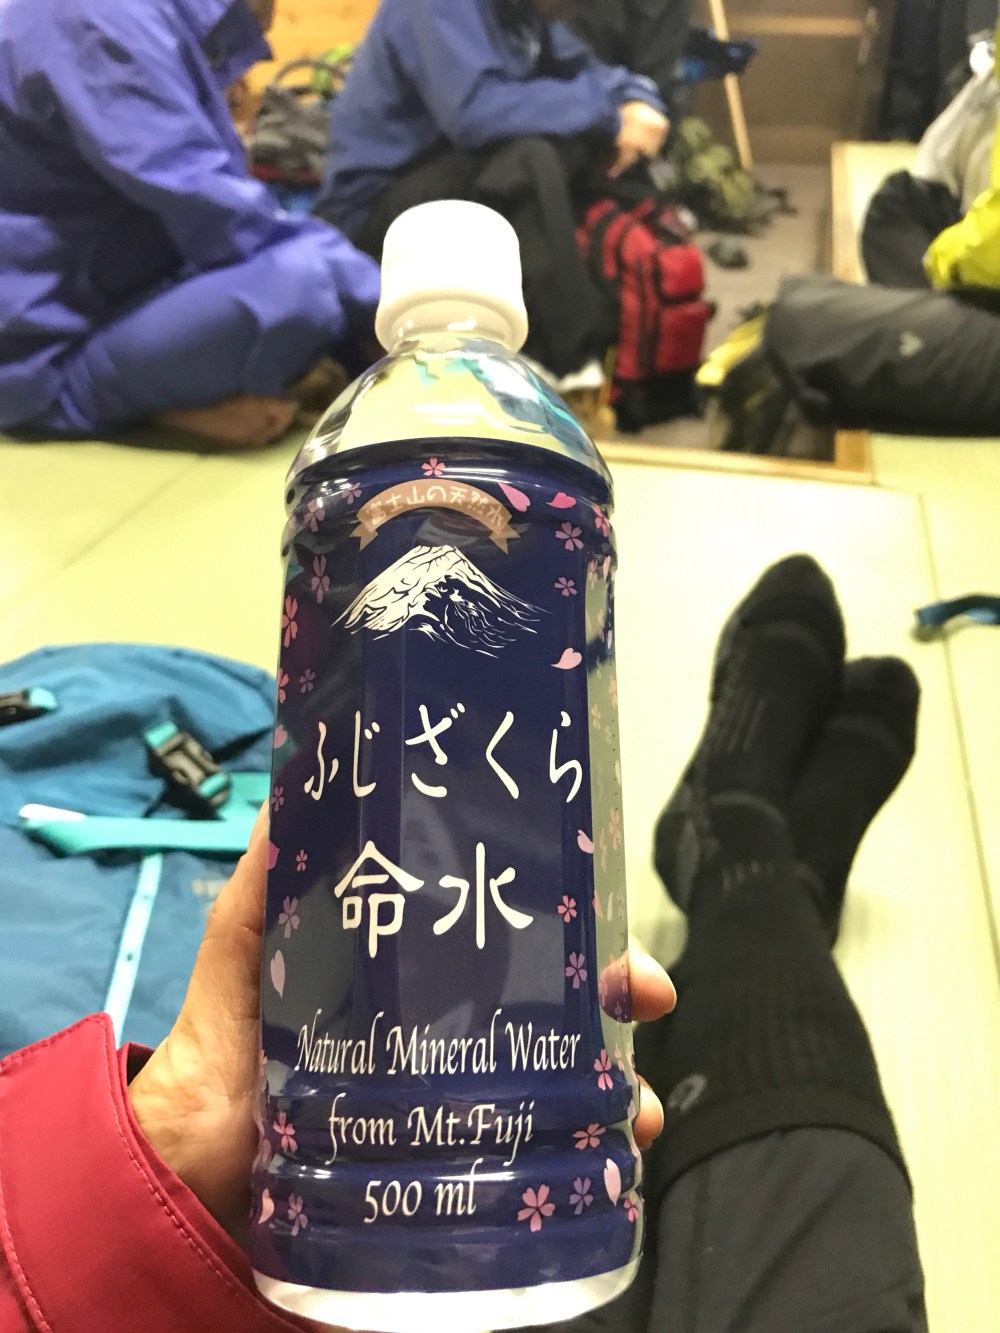 富士山の天然水
ふじざくら
命水
Natural Mineral Water
from Mt.Fuji
500 ml